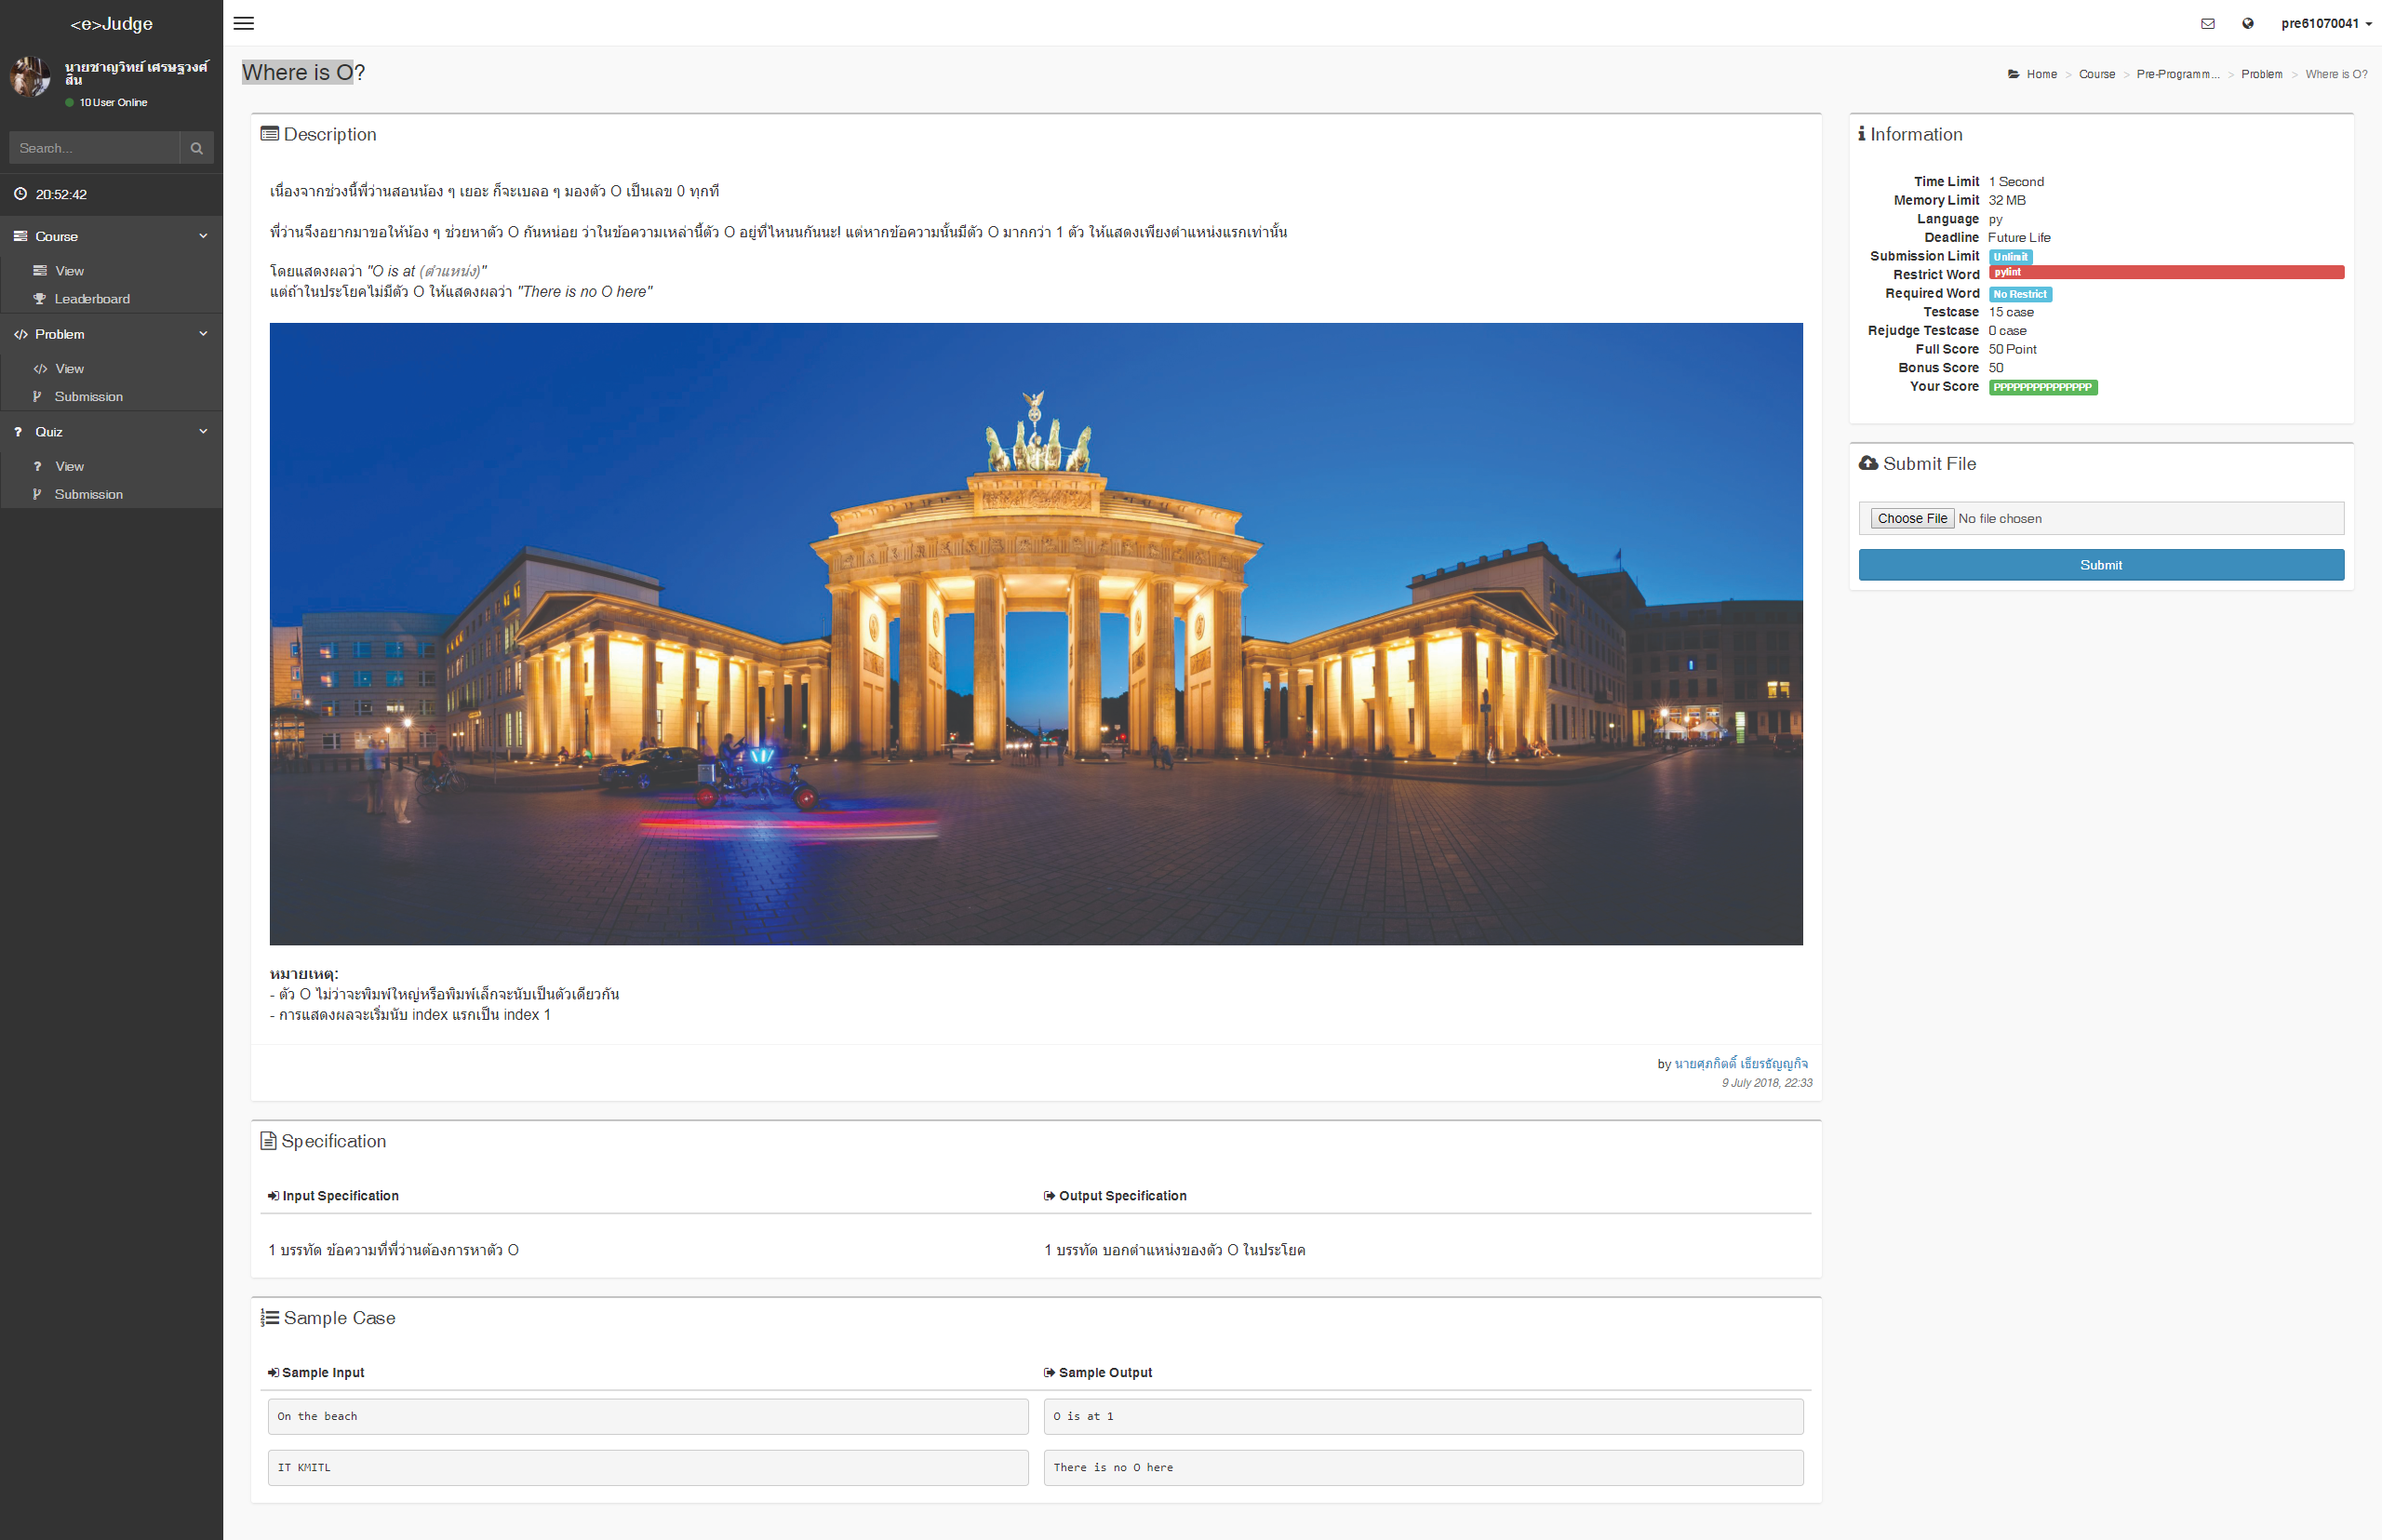 <e>Judge
pre61070041
นายชาญวิทย์ เศรษฐวงศ์
สิน
10 User Online
Search...
20:52:42
Course
View
Leaderboard
Problem
View
Submission
Quiz
View
Submission
Where is O?
Home > Course > Pre-Programm... > Problem > Where is O?
Description
เนื่องจากช่วงนี้พี่ว่านสอนน้อง ๆ เยอะ ก็จะเบลอ ๆ มองตัว O เป็นเลข 0 ทุกที
พี่ว่านจึงอยากมาขอให้น้อง ๆ ช่วยหาตัว O กันหน่อย ว่าในข้อความเหล่านี้ตัว O อยู่ที่ไหนนกันนะ! แต่หากข้อความนั้นมีตัว O มากกว่า 1 ตัว ให้แสดงเพียงตำแหน่งแรกเท่านั้น
โดยแสดงผลว่า "O is at (ตำแหน่ง)"
แต่ถ้าในประโยคไม่มีตัว O ให้แสดงผลว่า "There is no O here"
หมายเหตุ:
- ตัว O ไม่ว่าจะพิมพ์ใหญ่หรือพิมพ์เล็กจะนับเป็นตัวเดียวกัน
- การแสดงผลจะเริ่มนับ index แรกเป็น index 1
by นายศุภกิตติ์ เธียรธัญญกิจ
9 July 2018, 22:33
Specification
Input Specification
Output Specification
1 บรรทัด ข้อความที่พี่ว่านต้องการหาตัว O
1 บรรทัด บอกตำแหน่งของตัว O ในประโยค
Sample Case
Sample Input
Sample Output
On the beach
O is at 1
IT KMITL
There is no O here
Information
Time Limit 1 Second
Memory Limit 32 MB
Language py
Deadline Future Life
Submission Limit Unlimit
Restrict Word pylint
Required Word No Restrict
Testcase 15 case
Rejudge Testcase 0 case
Full Score 50 Point
Bonus Score 50
Your Score PPPPPPPPPPPPPPP
Submit File
Choose File No file chosen
Submit